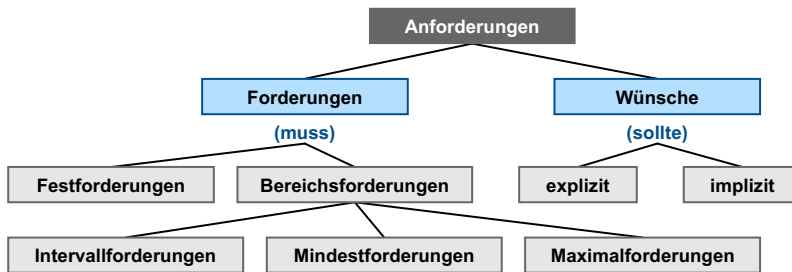 Anforderungen
Forderungen
Wünsche
(muss)
(sollte)
Festforderungen
Bereichsforderungen
explizit
implizit
Intervallforderungen
Mindestforderungen
Maximalforderungen